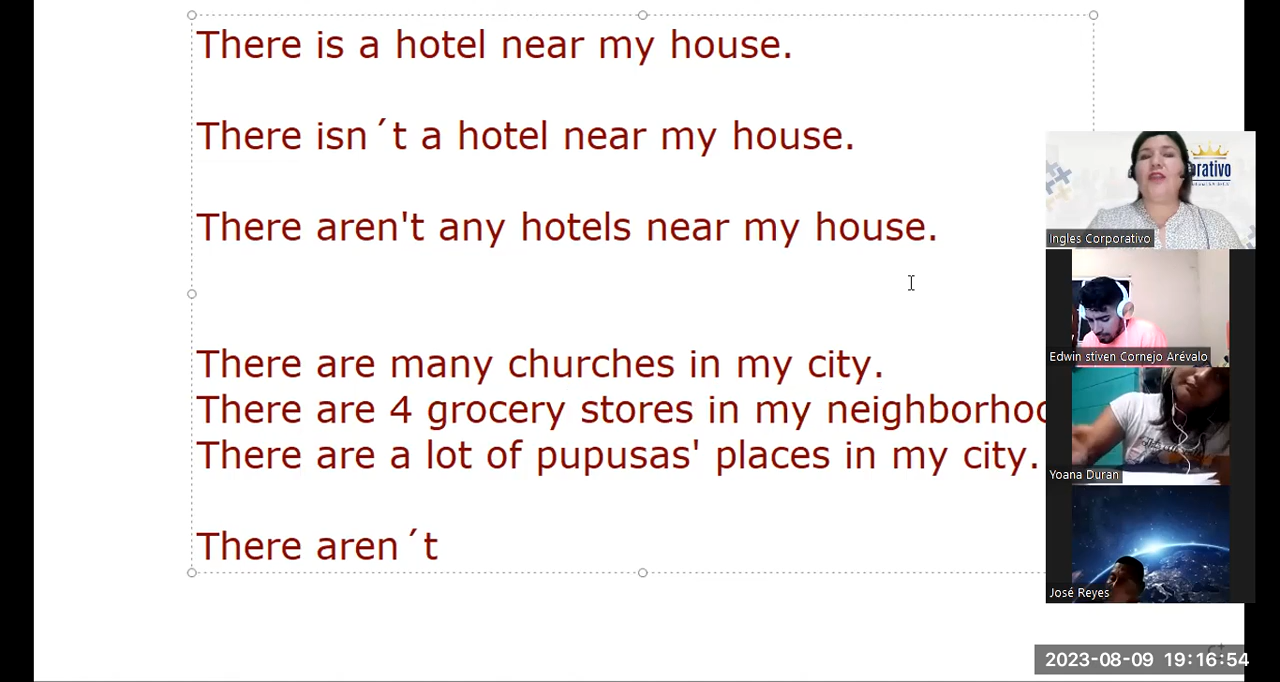 There is a hotel near my house.
There isn´t a hotel near my house.
There aren't any hotels near my house.
There are many churches in my city.
There are 4 grocery stores in my
There are a lot of pupusas' places in my city.
There aren´t
Ingles Corporativo
Edwin stiven Cornejo Arévalo
Yoana Duran
José Reyes
2023-08-09 19:16:54